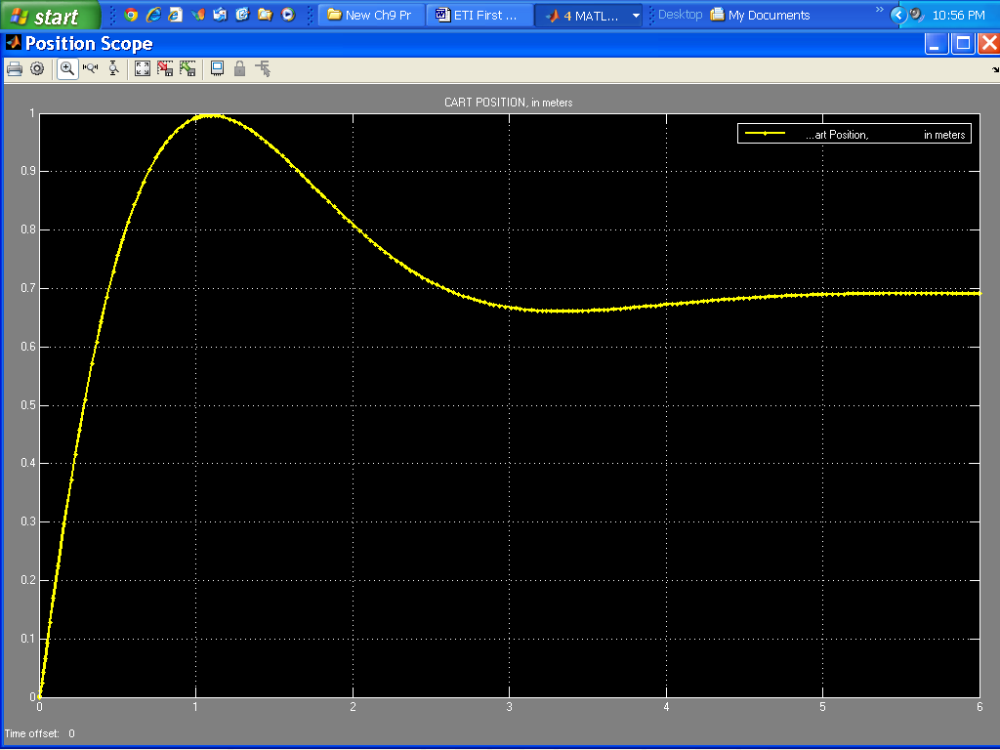 start
New Ch9 Pr
ETI First ...
4 MATL...
Desktop
My Documents
10:56 PM
Position Scope
CART POSITION, in meters
...art Position, in meters
1
0.9
0.8
0.7
0.6
0.5
0.4
0.3
0.2
0.1
0
0 1 2 3 4 5 6
Time offset: 0